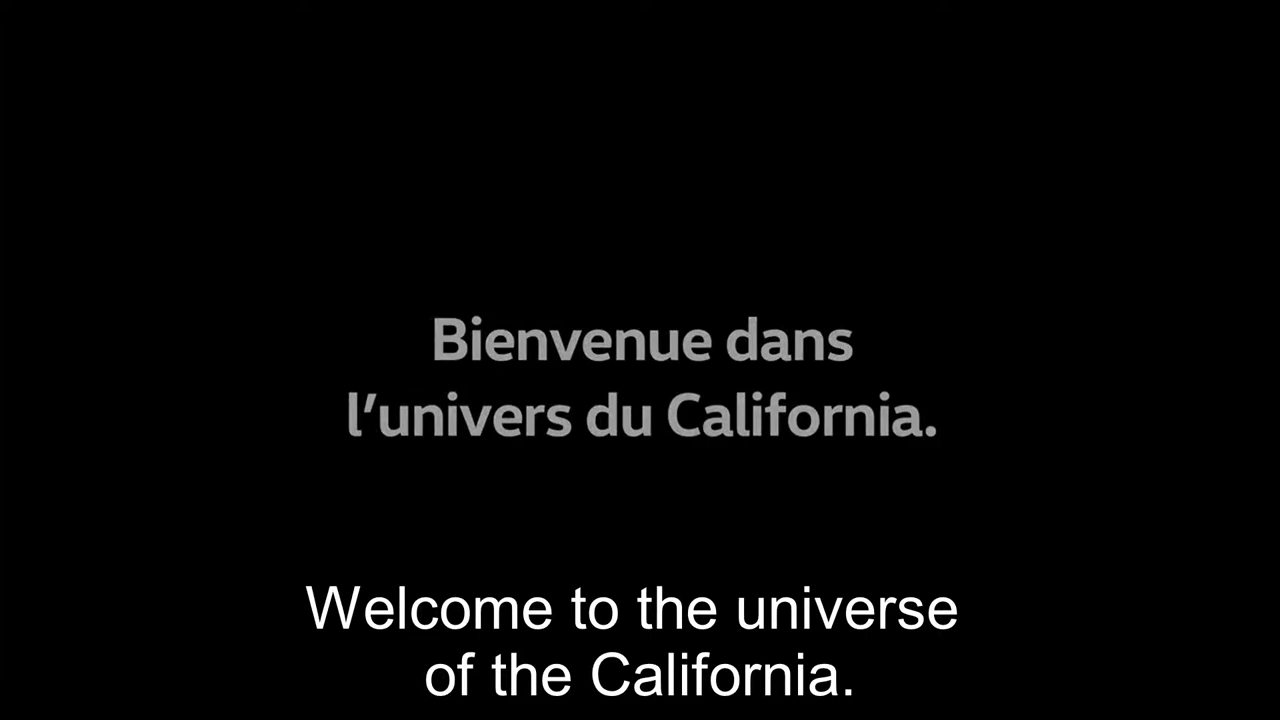 Bienvenue dans
l’univers du California.
Welcome to the universe
of the California.